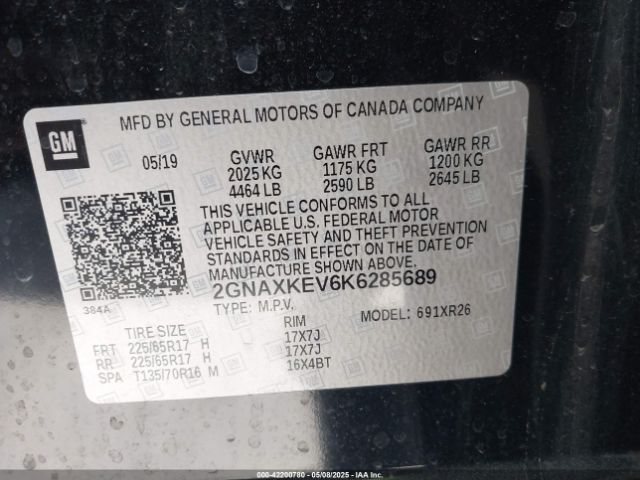 GM
MFD BY GENERAL MOTORS OF CANADA COMPANY
05/19 GVWR GAWR FRT GAWR RR
2025 KG 1175 KG 1200 KG
4464 LB 2590 LB 2645 LB
THIS VEHICLE CONFORMS TO ALL
APPLICABLE U.S. FEDERAL MOTOR
VEHICLE SAFETY AND THEFT PREVENTION
STANDARDS IN EFFECT ON THE DATE OF
MANUFACTURE SHOWN ABOVE.
384A
2GNAXKEV6K6285689
TYPE: M.P.V. MODEL: 691XR26
TIRE SIZE RIM
FRT 225/65R17 H 17X7J
RR 225/65R17 H 17X7J
SPA T135/70R16 M 16X4BT
000-42200780 - 05/08/2025 - IAAI.COM